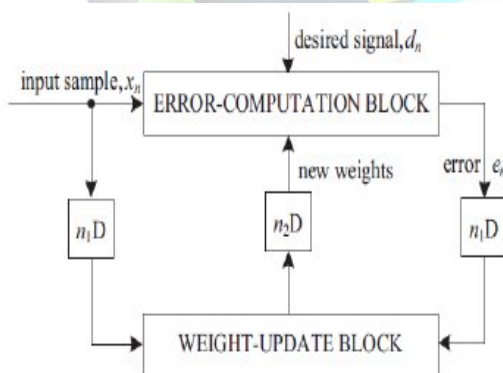 desired signal, dn
input sample, xn
ERROR-COMPUTATION BLOCK
new weights
error
n1D
n2D
n1D
WEIGHT-UPDATE BLOCK